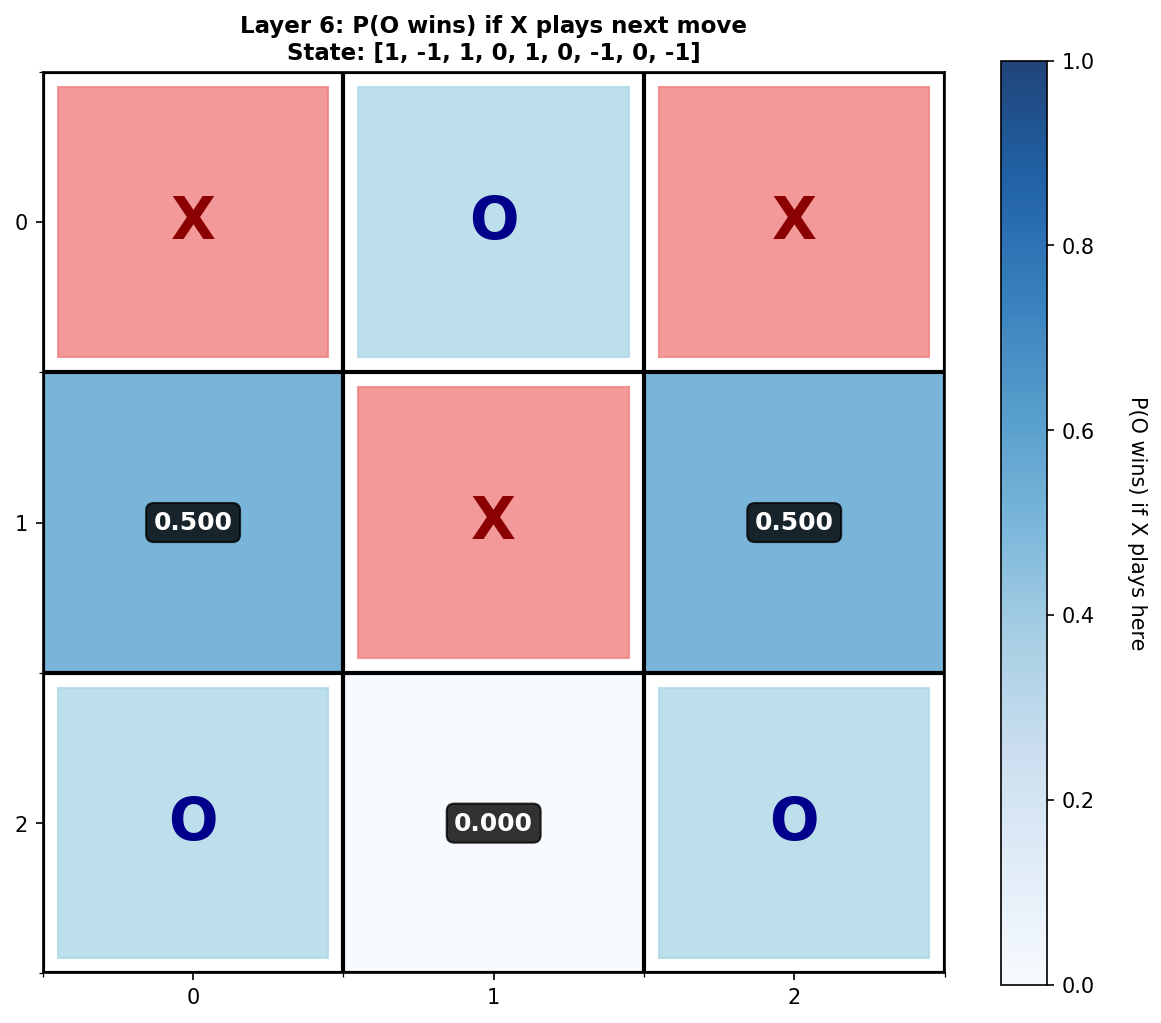 Layer 6: P(O wins) if X plays next move
State: [1, -1, 1, 0, 1, 0, -1, 0, -1]
X O X
0
0.500 X 0.500
1
O 0.000 O
2
0 1 2
1.0
0.8
0.6
0.4
0.2
0.0
P(O wins) if X plays here